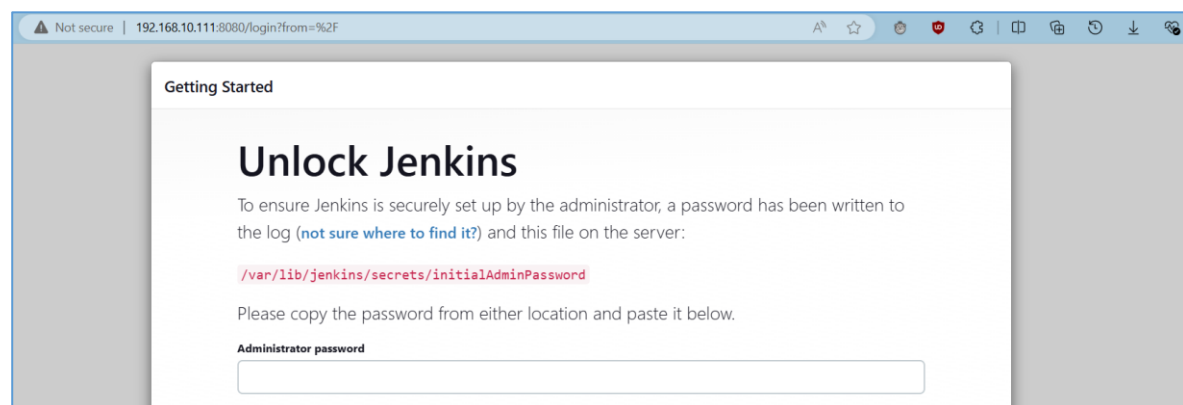 Not secure | 192.168.10.111:8080/login?from=%2F
Getting Started
Unlock Jenkins
To ensure Jenkins is securely set up by the administrator, a password has been written to
the log (not sure where to find it?) and this file on the server:
/var/lib/jenkins/secrets/initialAdminPassword
Please copy the password from either location and paste it below.
Administrator password